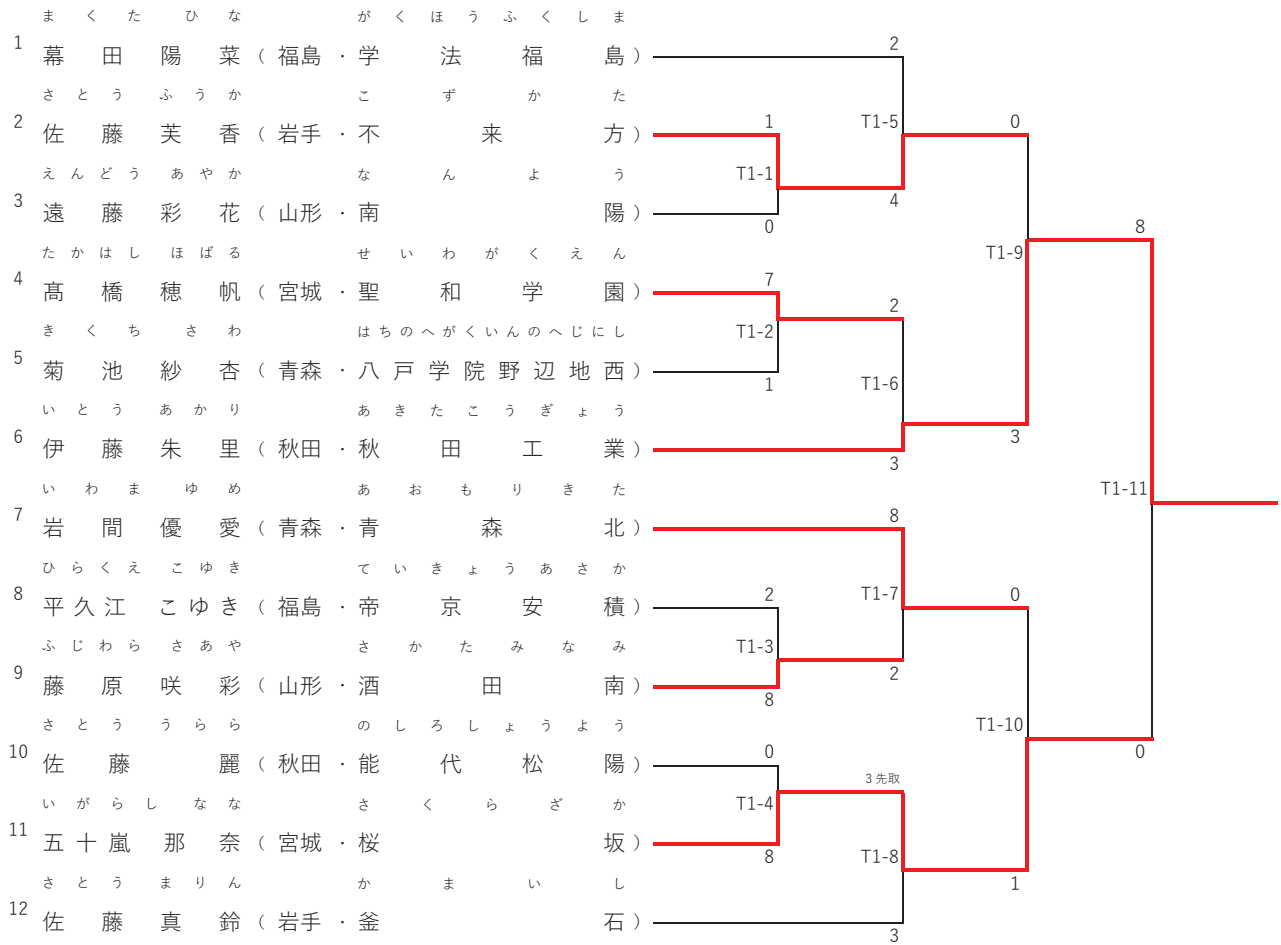 まくたひな がくほうふくしま
1 幕田陽菜（福島・学法福島） 2
さとうふうか こずかた
2 佐藤芙香（岩手・不来方） 1 T1-5 0
えんどうあやか なんよう T1-1
3 遠藤彩花（山形・南陽） 0 4
たかはしほばる せいわがくえん T1-9 8
4 髙橋穂帆（宮城・聖和学園） 7 2
きくちさわ はちのへがくいんのへじにし T1-2
5 菊池紗杏（青森・八戸学院野辺地西） 1 T1-6
いとうあかり あきたこうぎょう
6 伊藤朱里（秋田・秋田工業） 3 3
いわまゆめ あおもりきた T1-11
7 岩間優愛（青森・青森北） 8
ひらくえこゆき ていきょうあさか
8 平久江こゆき（福島・帝京安積） 2 T1-7 0
ふじわらさあや さかたみなみ T1-3
9 藤原咲彩（山形・酒田南） 8 2
さとううらら のしろしょうよう T1-10
10 佐藤麗（秋田・能代松陽） 0 3先取 0
いがらしなな さくらざか T1-4
11 五十嵐那奈（宮城・桜坂） 8 T1-8
さとうまりん かまいし 1
12 佐藤真鈴（岩手・釜石） 3